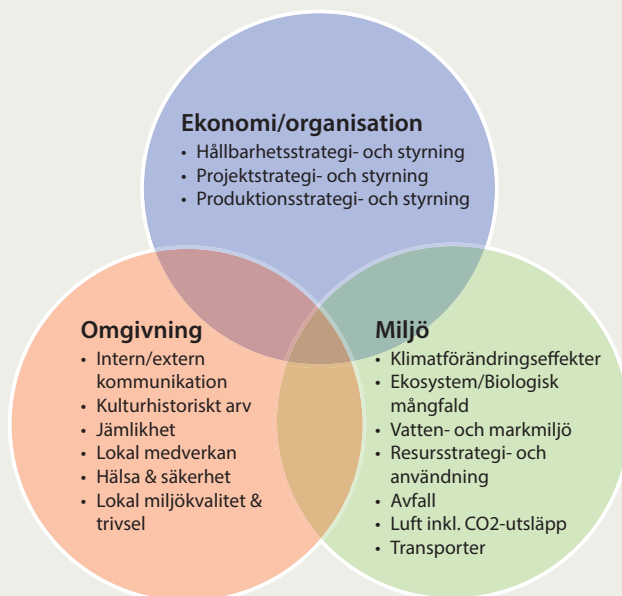 Ekonomi/organisation
• Hållbarhetsstrategi- och styrning
• Projektstrategi- och styrning
• Produktionsstrategi- och styrning
Omgivning
• Intern/extern
kommunikation
• Kulturhistoriskt arv
• Jämlikhet
• Lokal medverkan
• Hälsa & säkerhet
• Lokal miljökvalitet &
trivsel
Miljö
• Klimatförändringseffekter
• Ekosystem/Biologisk
mångfald
• Vatten- och markmiljö
• Resursstrategi- och
användning
• Avfall
• Luft inkl. CO2-utsläpp
• Transporter